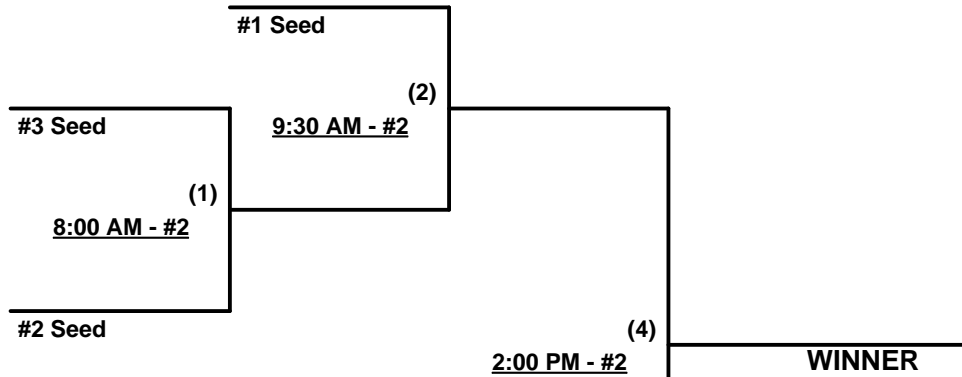 #1 Seed
(2)
#3 Seed
9:30 AM - #2
(1)
8:00 AM - #2
#2 Seed
(4)
2:00 PM - #2
WINNER